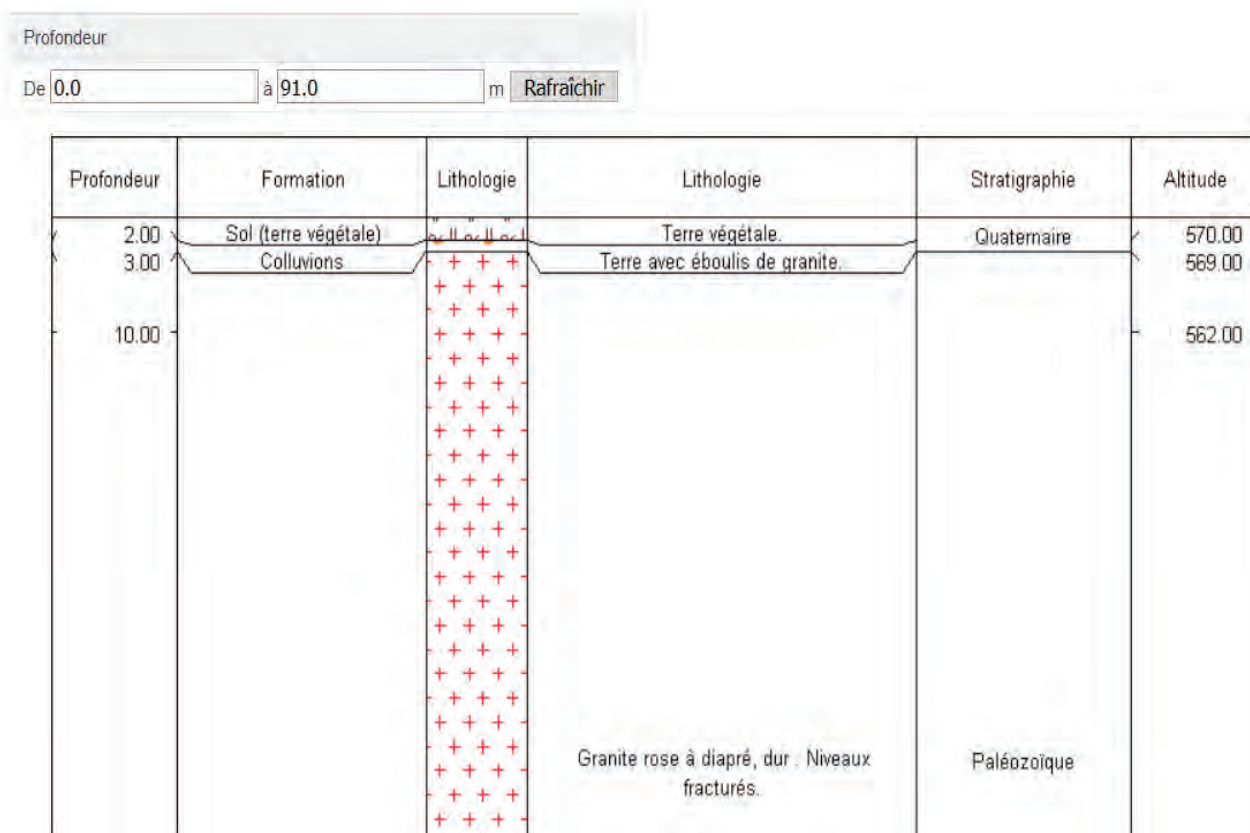 Profondeur
De 0.0 à 91.0 m Rafraîchir
Profondeur Formation Lithologie Lithologie Stratigraphie Altitude
2.00 Sol (terre végétale) Terre végétale. Quaternaire 570.00
3.00 Colluvions Terre avec éboulis de granite. 569.00
10.00 562.00
Granite rose à diapré, dur . Niveaux Paléozoïque
fracturés.